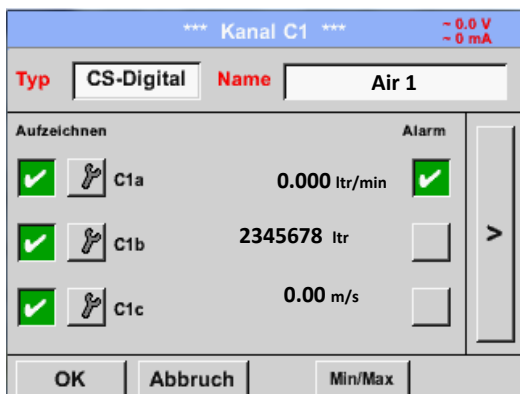 *** Kanal C1 ***
~ 0.0 V
~ 0 mA
Typ CS-Digital Name Air 1
Aufzeichnen Alarm
C1a 0.000 ltr/min
C1b 2345678 ltr
>
C1c 0.00 m/s
OK Abbruch Min/Max